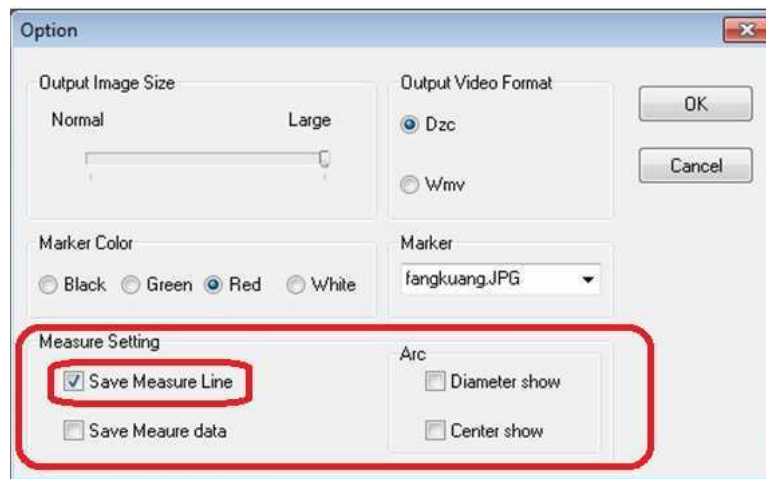 Option
Output Image Size
Normal Large
Output Video Format
Dzc
Wmv
OK
Cancel
Marker Color
Black Green Red White
Marker
fangkuang.JPG
Measure Setting
Save Measure Line
Save Meaure data
Arc
Diameter show
Center show